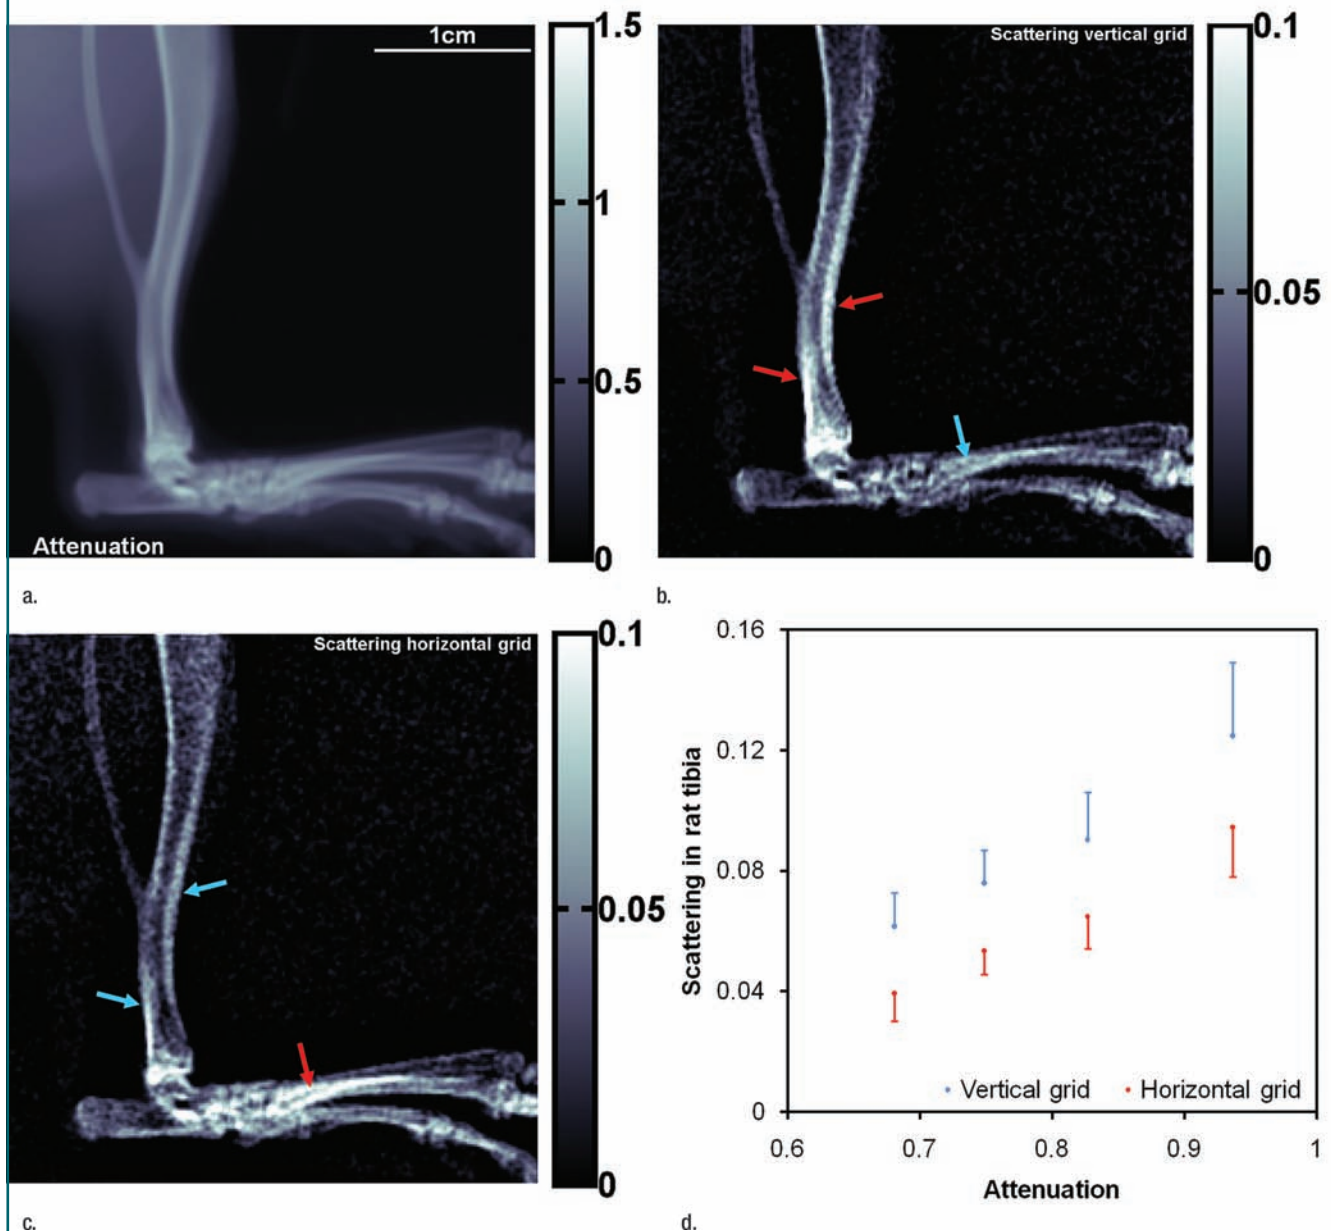 1cm
Attenuation
1.5
1
0.5
0
a.
Scattering vertical grid
0.1
0.05
0
b.
Scattering horizontal grid
0.1
0.05
0
c.
0.16
0.12
0.08
0.04
0
Scattering in rat tibia
Vertical grid Horizontal grid
0.6 0.7 0.8 0.9 1
Attenuation
d.